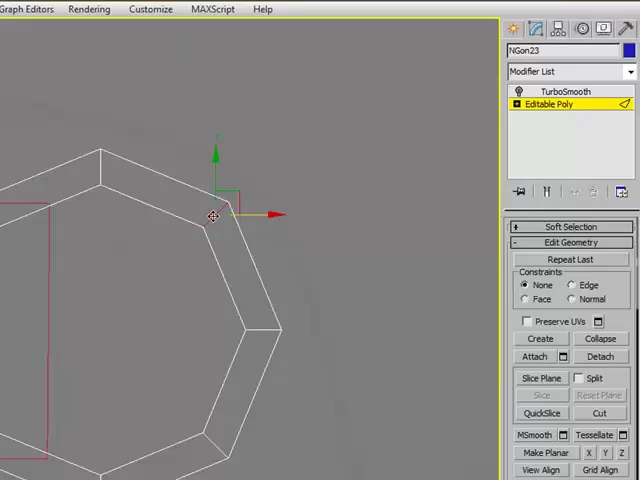 Graph Editors Rendering Customize MAXScript Help
NGon23
Modifier List
TurboSmooth
Editable Poly
+ Soft Selection
- Edit Geometry
Repeat Last
Constraints
None Edge
Face Normal
Preserve UVs
Create Collapse
Attach Detach
Slice Plane Split
Slice Reset Plane
QuickSlice Cut
MSmooth Tessellate
Make Planar X Y Z
View Align Grid Align